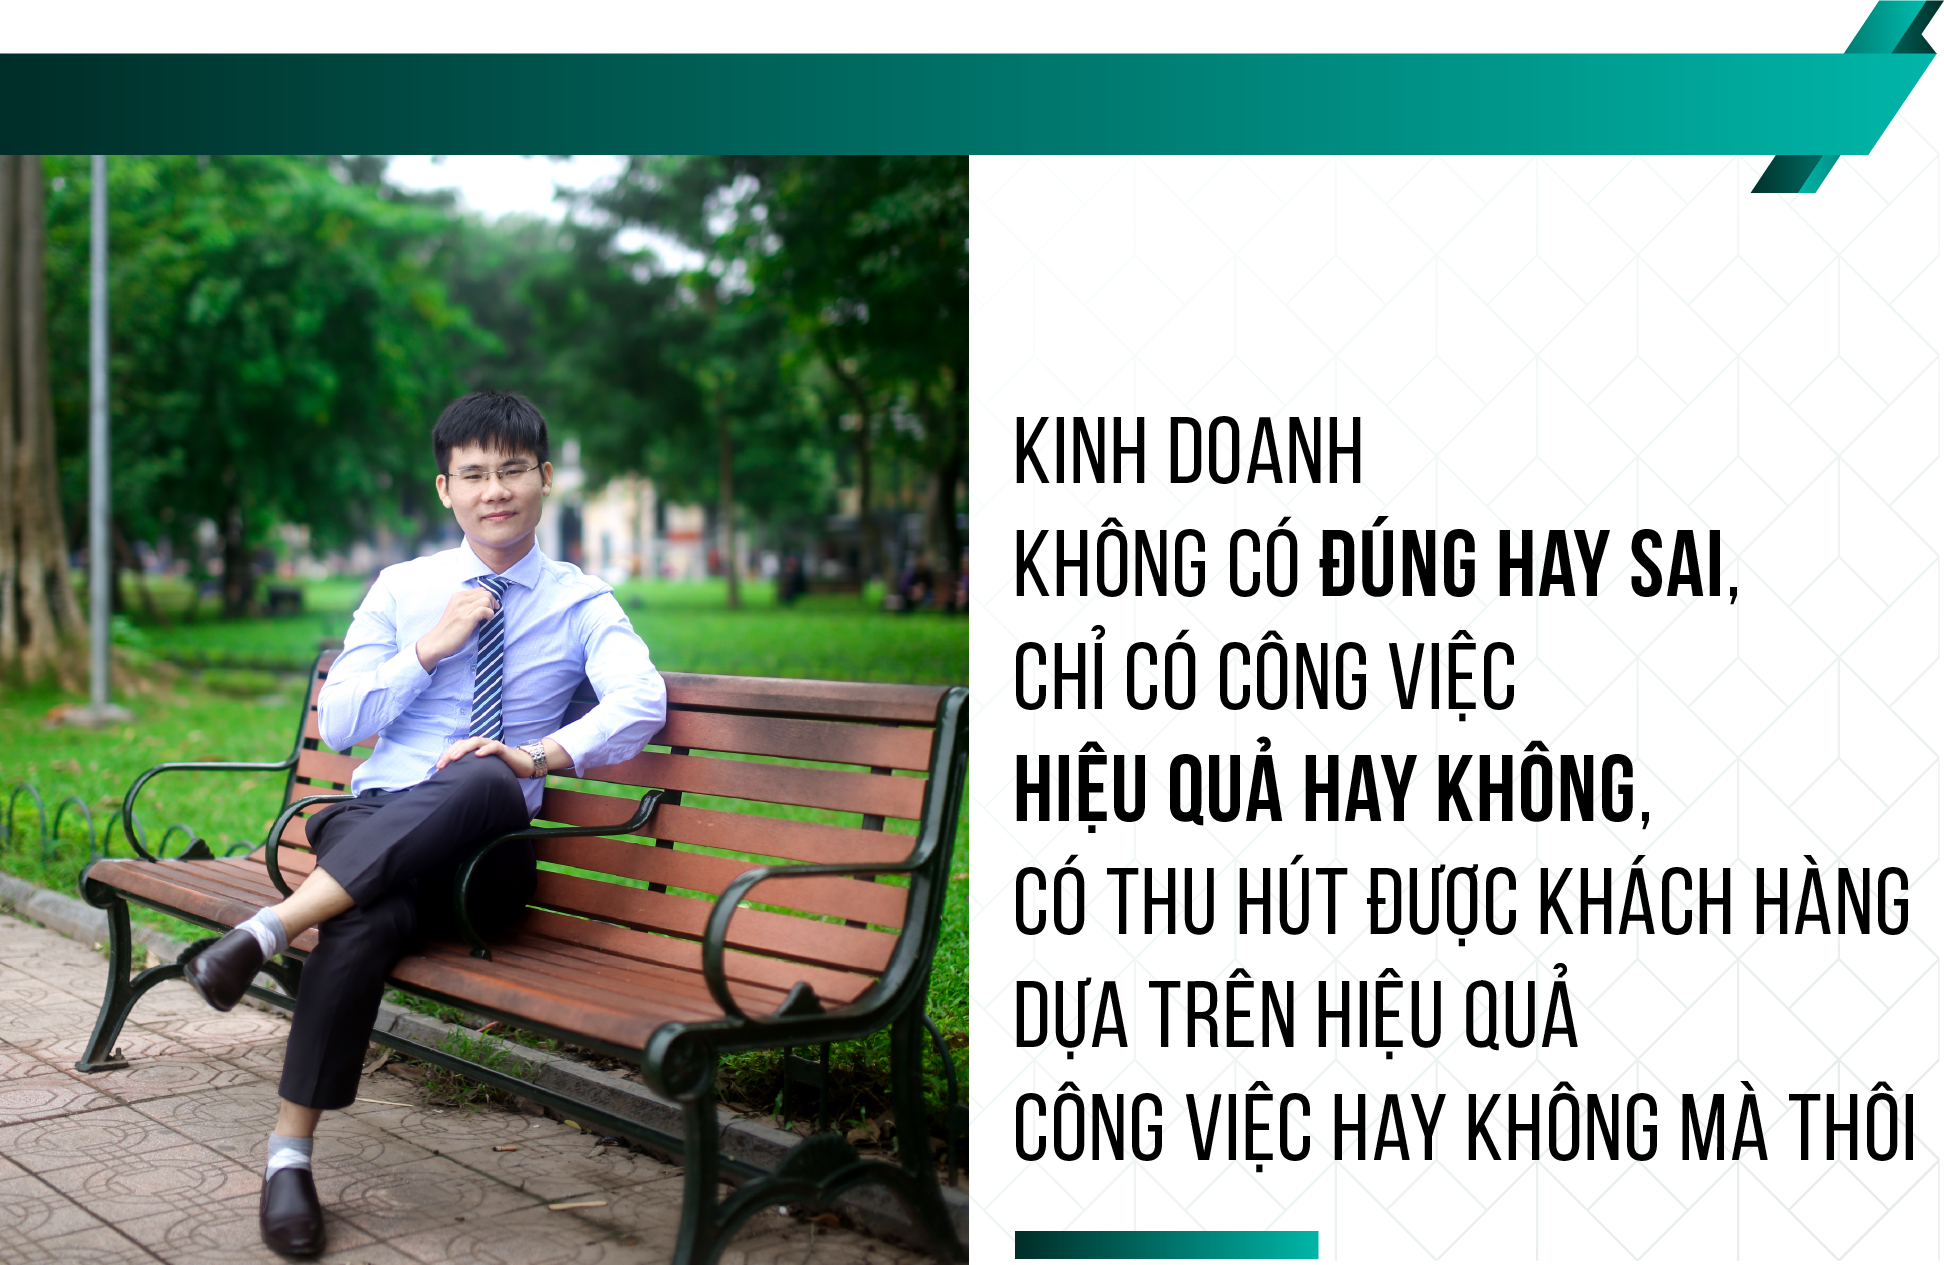 KINH DOANH
KHÔNG CÓ ĐÚNG HAY SAI,
CHỈ CÓ CÔNG VIỆC
HIỆU QUẢ HAY KHÔNG,
CÓ THU HÚT ĐƯỢC KHÁCH HÀNG
DỰA TRÊN HIỆU QUẢ
CÔNG VIỆC HAY KHÔNG MÀ THÔI